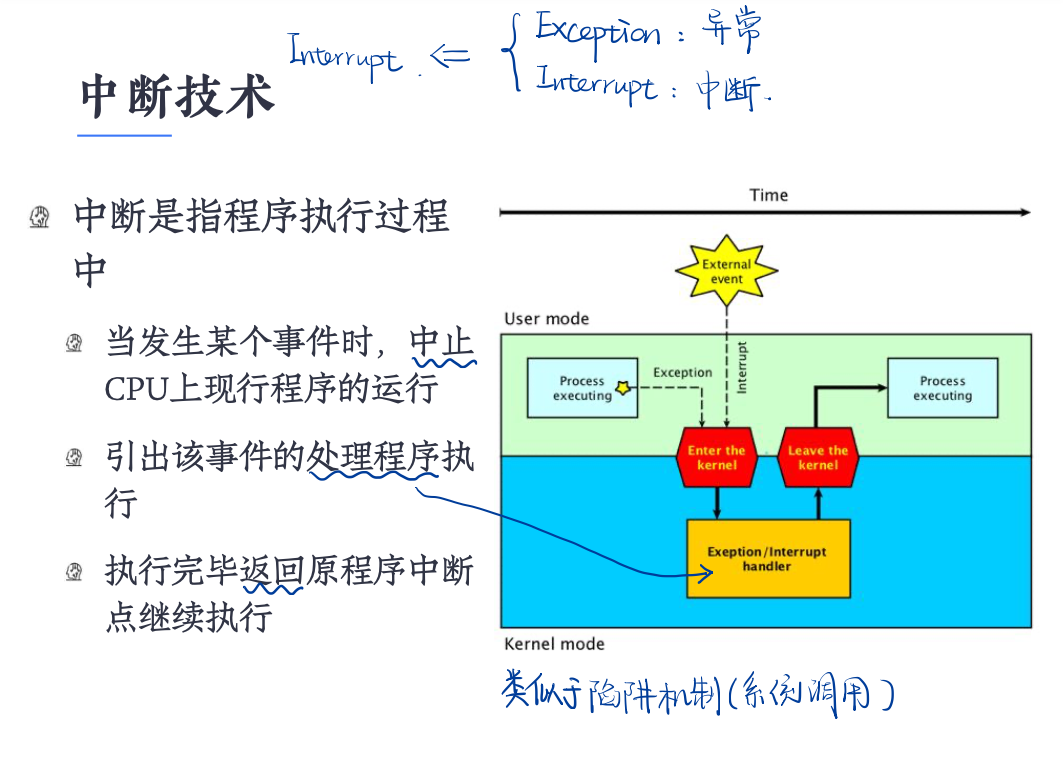 Interrupt ⇐ { Exception：异常
Interrupt：中断.
中断技术
中断是指程序执行过程
中
当发生某个事件时，中止
CPU上现行程序的运行
引出该事件的处理程序执
行
执行完毕返回原程序中断
点继续执行
Time
External
event
User mode
Process
executing
Exception
Interrupt
Process
executing
Enter the
kernel
Leave the
kernel
Exeption/Interrupt
handler
Kernel mode
类似于陷阱机制(系统调用)